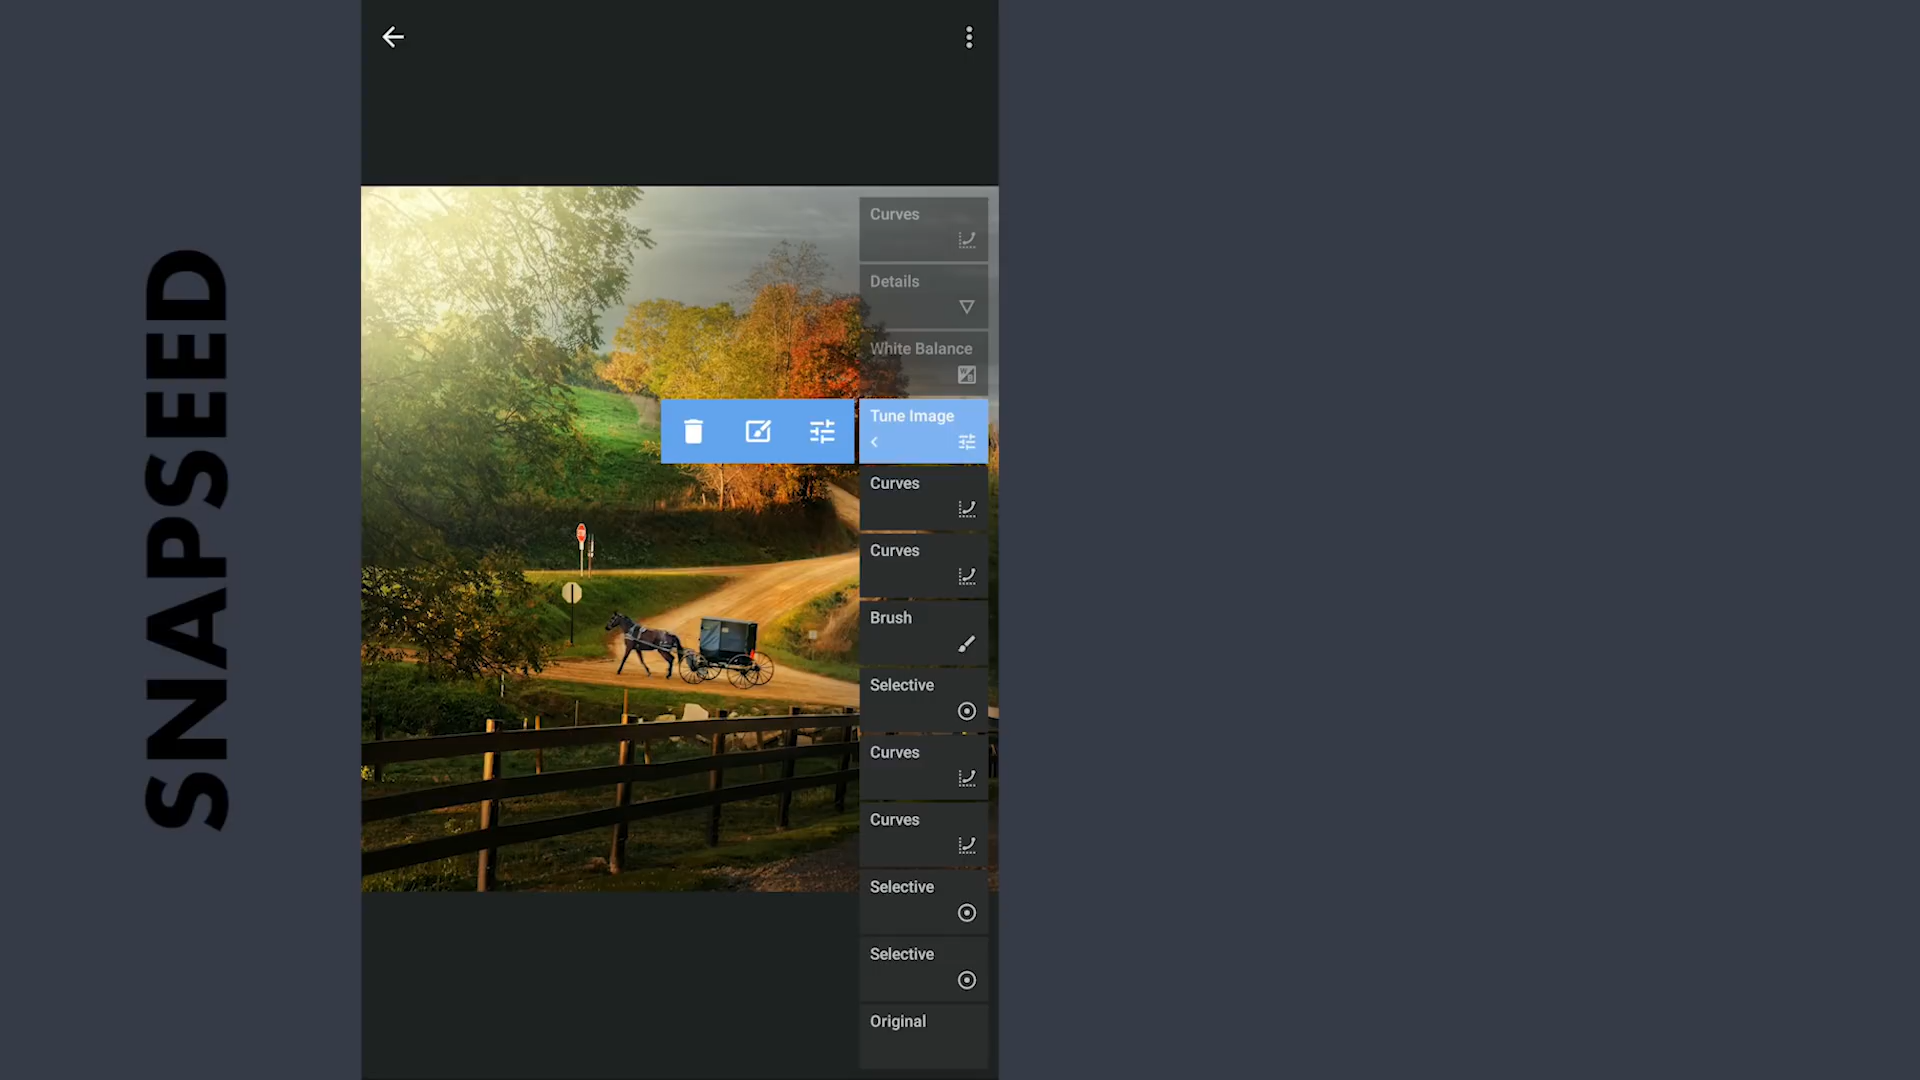 SNAPSEED
Curves
Details
White Balance
Tune Image
Curves
Curves
Brush
Selective
Curves
Curves
Selective
Selective
Original